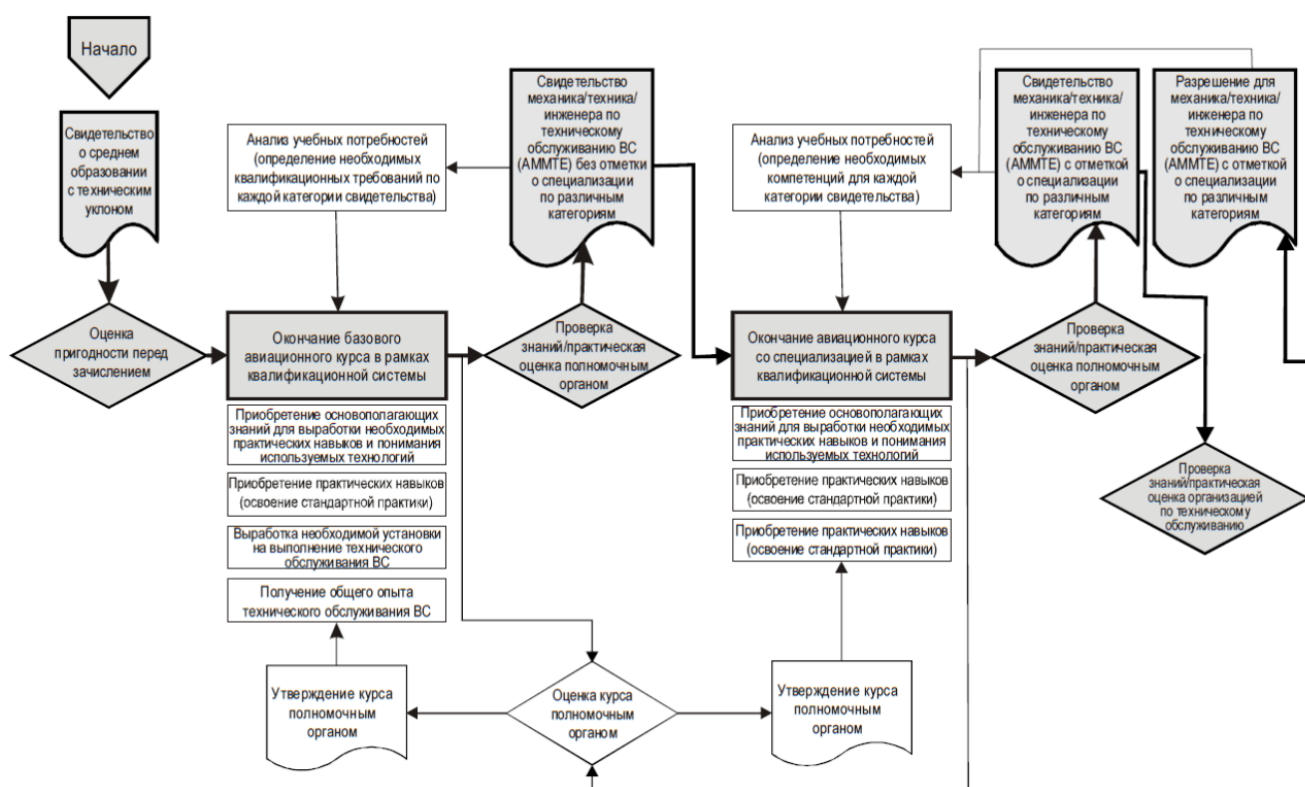 Начало
Свидетельство
о среднем
образовании
с техническим
уклоном
Оценка
пригодности перед
зачислением
Анализ учебных потребностей
(определение необходимых
квалификационных требований по
каждой категории свидетельства)
Окончание базового
авиационного курса в рамках
квалификационной системы
Приобретение основополагающих
знаний для выработки необходимых
практических навыков и понимания
используемых технологий
Приобретение практических навыков
(освоение стандартной практики)
Выработка необходимой установки
на выполнение технического
обслуживания ВС
Получение общего опыта
технического обслуживания ВС
Утверждение курса
полномочным
органом
Свидетельство
механика/техника/
инженера по
техническому
обслуживанию ВС
(AMMTE) без отметки
о специализации
по различным
категориям
Проверка
знаний/практическая
оценка полномочным
органом
Оценка курса
полномочным
органом
Анализ учебных потребностей
(определение необходимых
компетенций для каждой
категории свидетельства)
Окончание авиационного курса
со специализацией в рамках
квалификационной системы
Приобретение основополагающих
знаний для выработки необходимых
практических навыков и понимания
используемых технологий
Приобретение практических навыков
(освоение стандартной практики)
Приобретение практических навыков
(освоение стандартной практики)
Утверждение курса
полномочным
органом
Свидетельство
механика/техника/
инженера по
техническому
обслуживанию
ВС (AMMTE) с отметкой
о специализации
по различным
категориям
Проверка
знаний/практическая
оценка полномочным
органом
Разрешение для
механика/техника/
инженера по
техническому
обслуживанию
ВС (AMMTE) с отметкой
о специализации
по различным
категориям
Проверка
знаний/практическая
оценка организацией
по техническому
обслуживанию